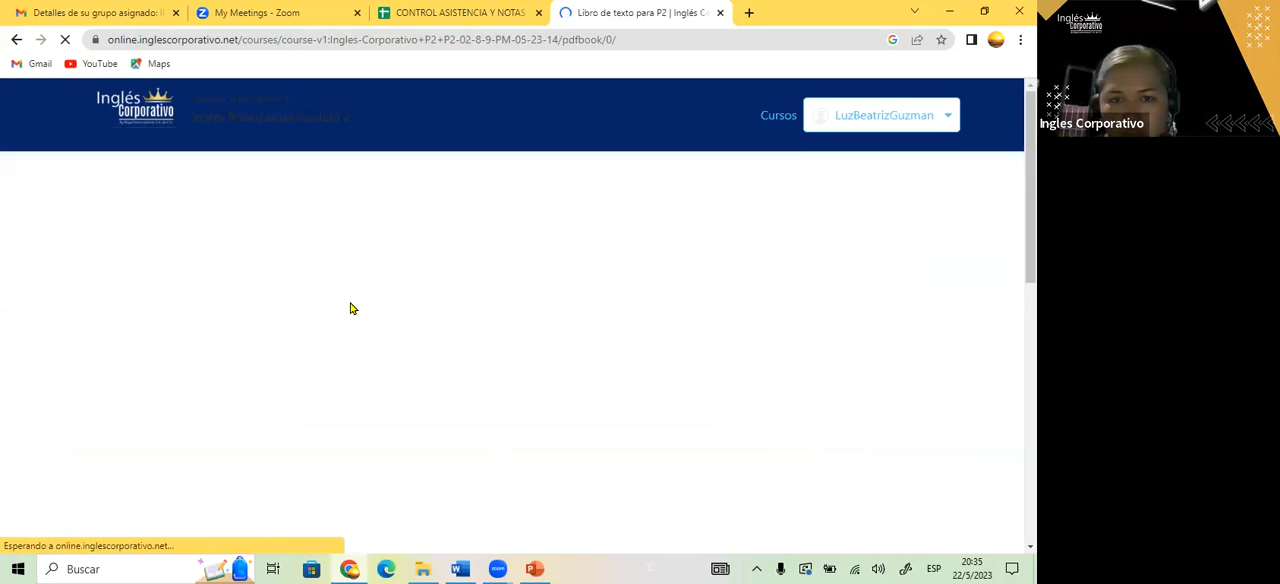 Detalles de su grupo asignado: I
My Meetings - Zoom
CONTROL ASISTENCIA Y NOTAS
Libro de texto para P2 | Inglés C
online.inglescorporativo.net/courses/course-v1:Ingles-Corporativo+P2+P2-02-8-9-PM-05-23-14/pdfbook/0/
Gmail
YouTube
Maps
Inglés
Corporativo
Cursos
LuzBeatrizGuzman
Inglés
Corporativo
Ingles Corporativo
Esperando a online.inglescorporativo.net...
Buscar
zoom
ESP
20:35
22/5/2023